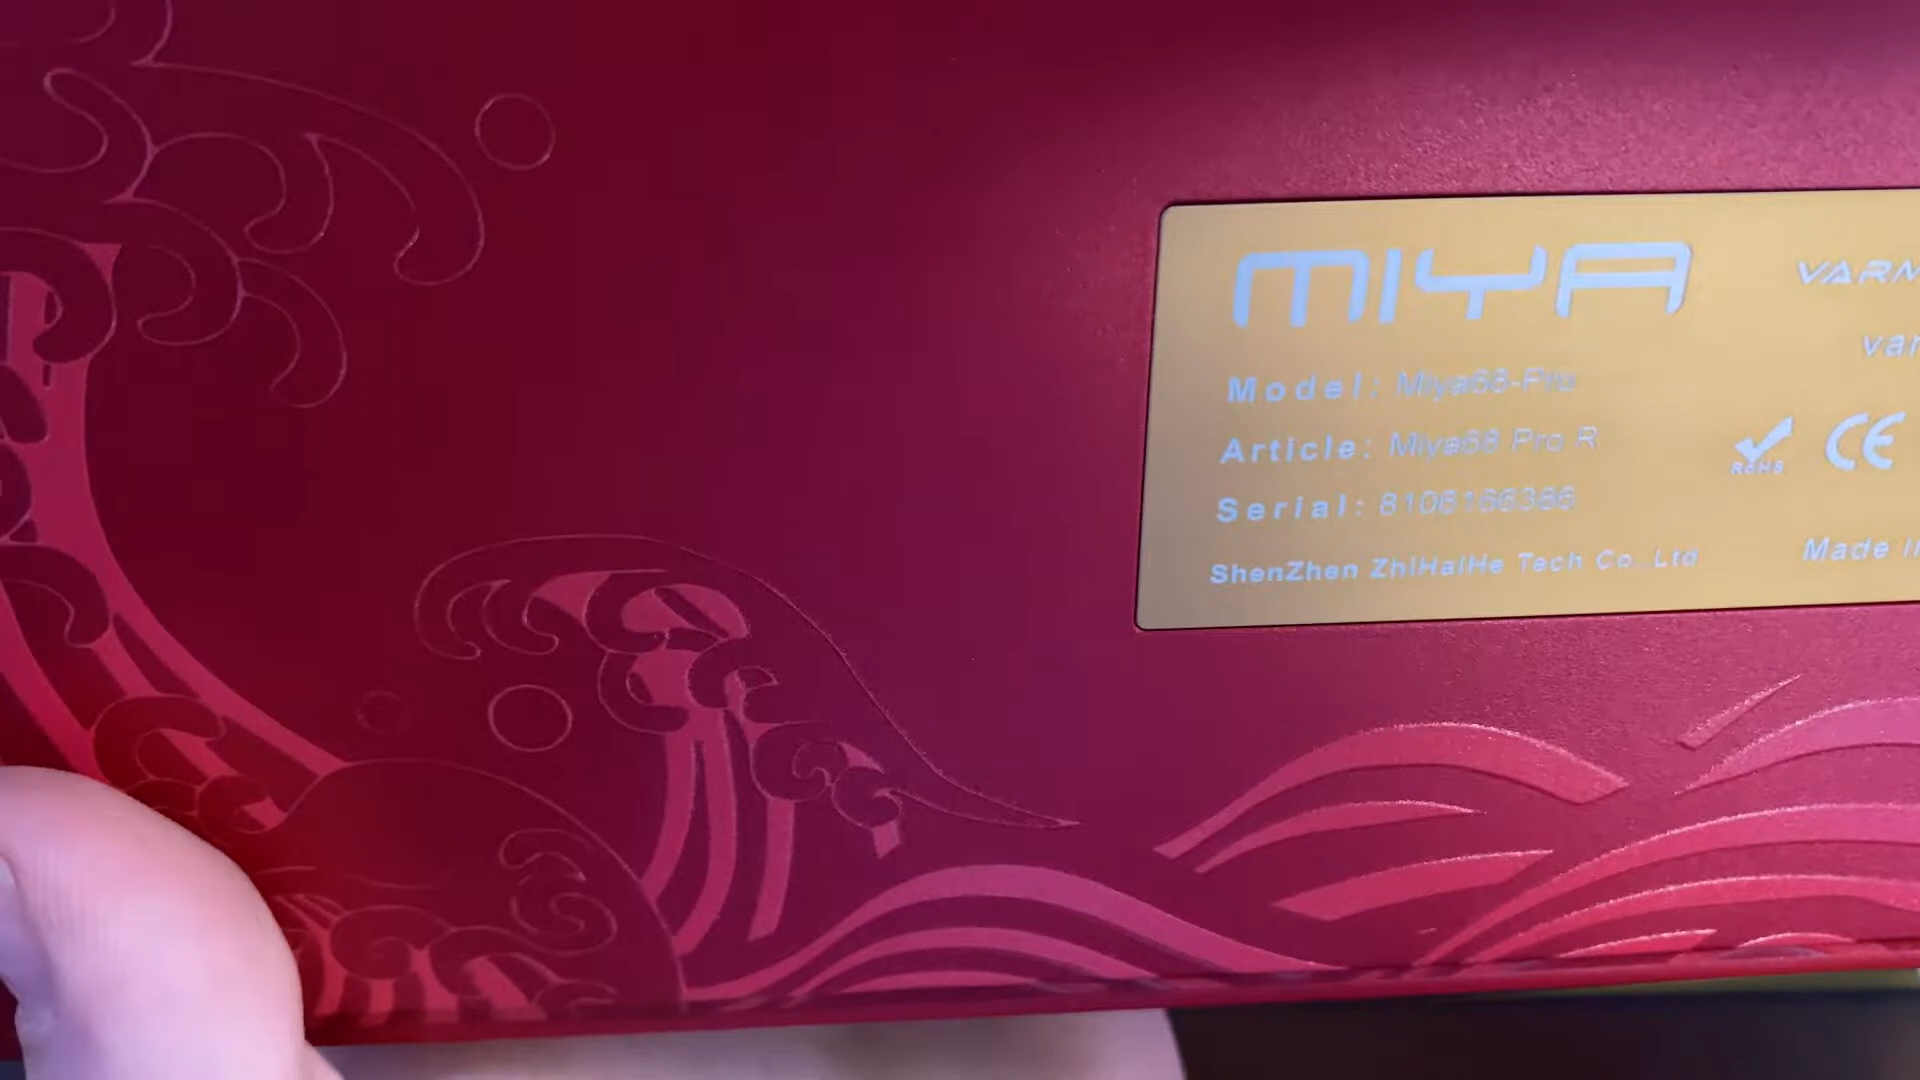 MIYA
VARM
var
Model: Miya68-Pro
Article: Miya68 Pro R
RoHS CE
Serial: 8106166386
ShenZhen ZhiHaiHe Tech Co.,Ltd
Made In